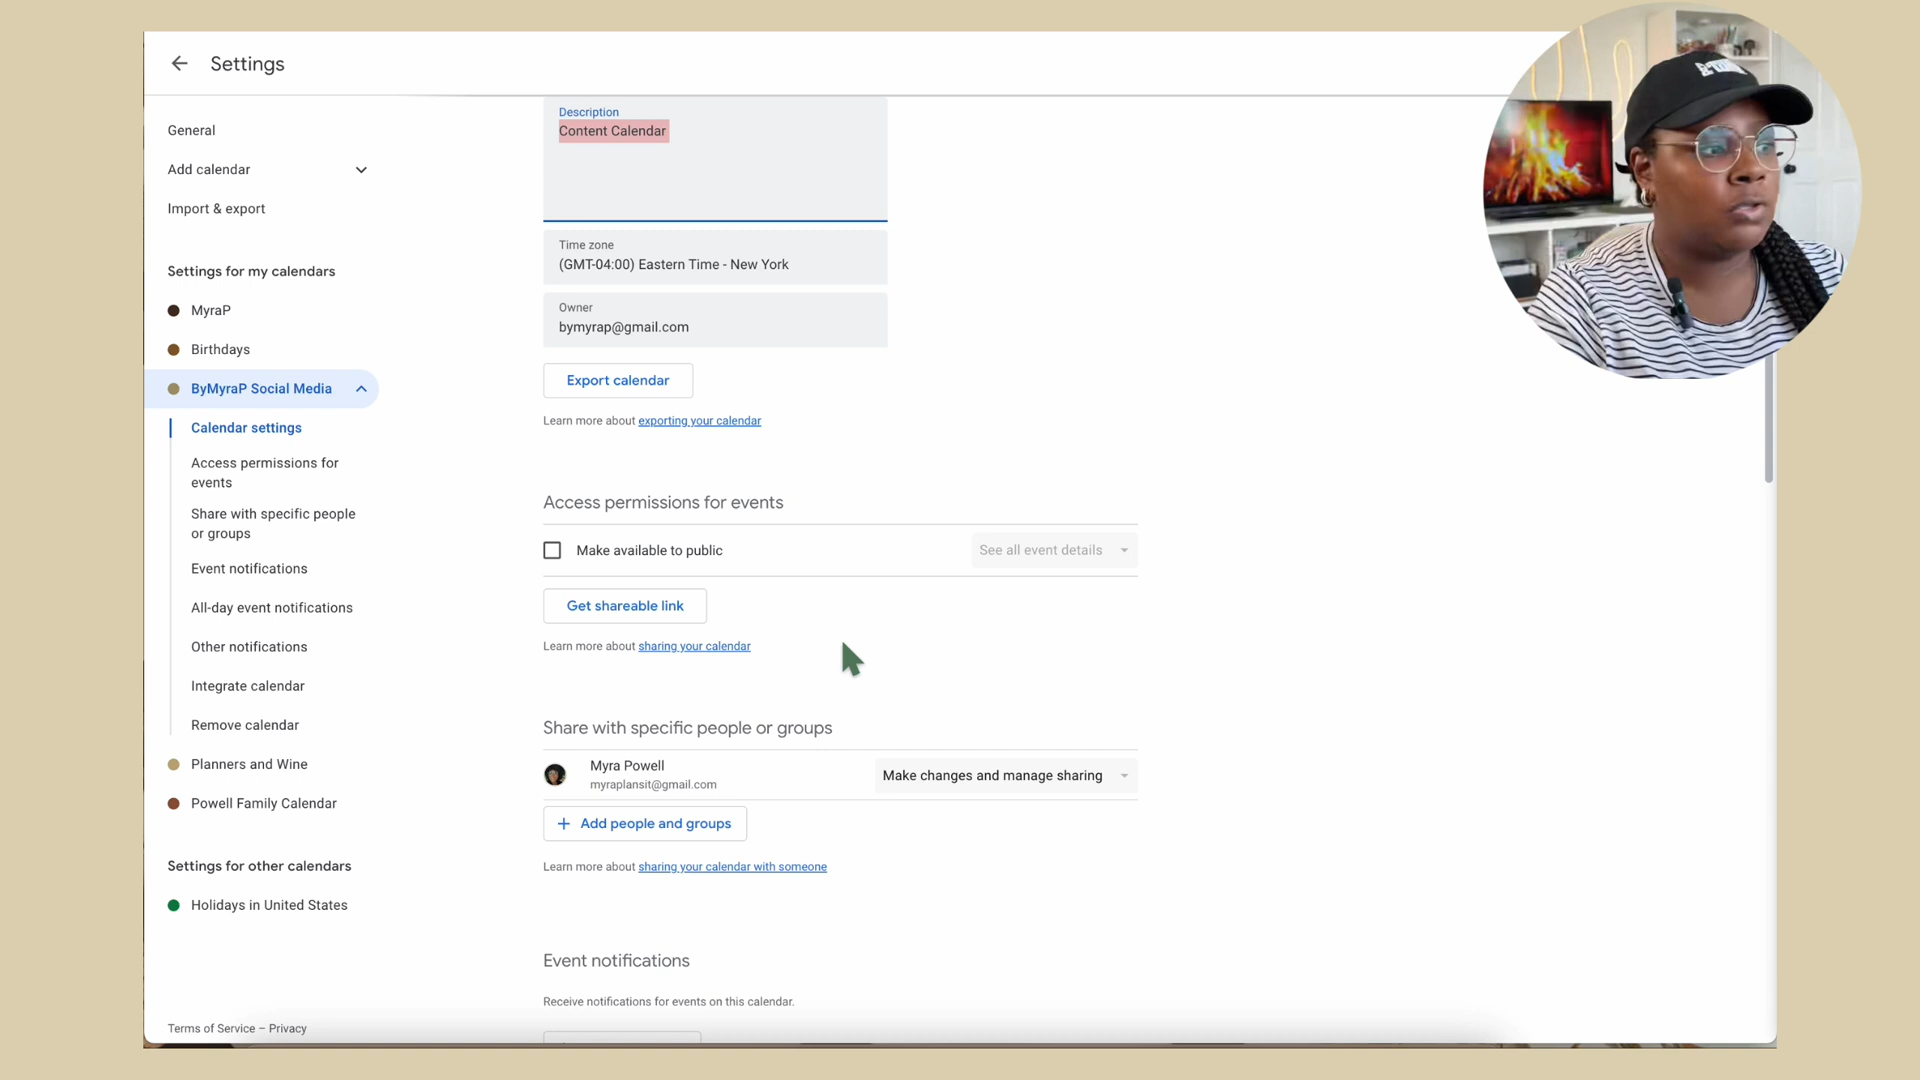 Settings
General
Add calendar
Import & export
Settings for my calendars
MyraP
Birthdays
ByMyraP Social Media
Calendar settings
Access permissions for
events
Share with specific people
or groups
Event notifications
All-day event notifications
Other notifications
Integrate calendar
Remove calendar
Planners and Wine
Powell Family Calendar
Settings for other calendars
Holidays in United States
Terms of Service – Privacy
Description
Content Calendar
Time zone
(GMT-04:00) Eastern Time - New York
Owner
bymyrap@gmail.com
Export calendar
Learn more about exporting your calendar
Access permissions for events
Make available to public
See all event details
Get shareable link
Learn more about sharing your calendar
Share with specific people or groups
Myra Powell
myraplansit@gmail.com
Make changes and manage sharing
+ Add people and groups
Learn more about sharing your calendar with someone
Event notifications
Receive notifications for events on this calendar.